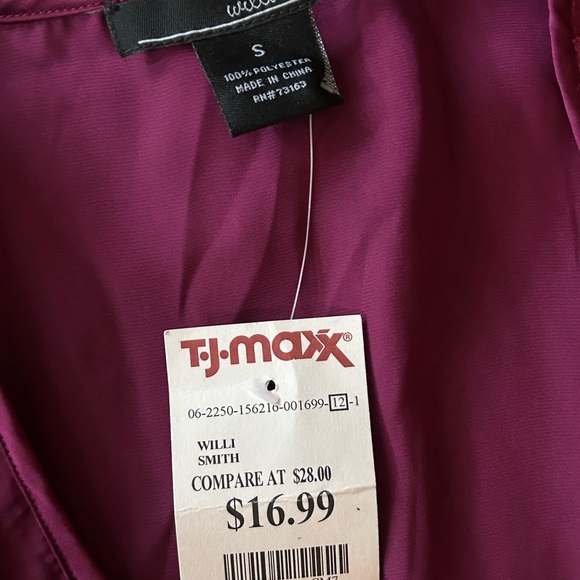 S
100% POLYESTER
MADE IN CHINA
RN#73163
T·J·maxx®
06-2250-156216-001699-12-1
WILLI
SMITH
COMPARE AT $28.00
$16.99